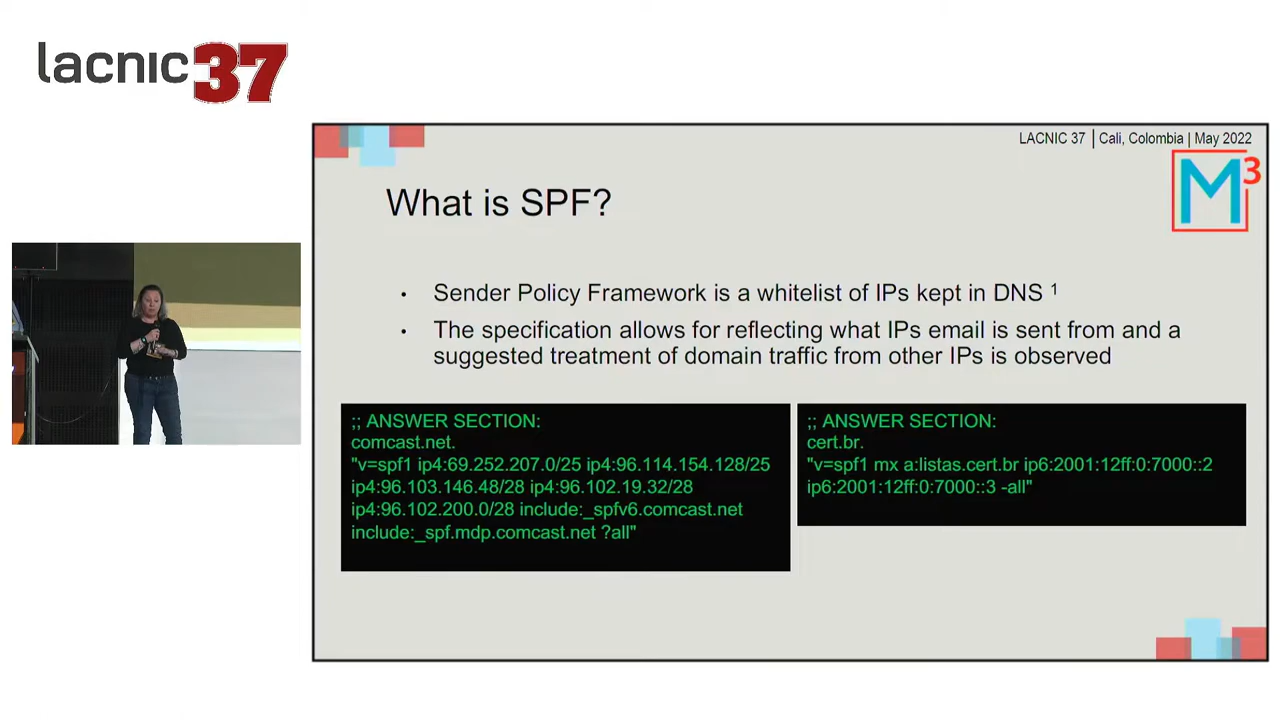 lacnic37
LACNIC 37 | Cali, Colombia | May 2022
M3
What is SPF?
• Sender Policy Framework is a whitelist of IPs kept in DNS ¹
• The specification allows for reflecting what IPs email is sent from and a
suggested treatment of domain traffic from other IPs is observed
;; ANSWER SECTION:
comcast.net.
"v=spf1 ip4:69.252.207.0/25 ip4:96.114.154.128/25
ip4:96.103.146.48/28 ip4:96.102.19.32/28
ip4:96.102.200.0/28 include:_spfv6.comcast.net
include:_spf.mdp.comcast.net ?all"
;; ANSWER SECTION:
cert.br.
"v=spf1 mx a:listas.cert.br ip6:2001:12ff:0:7000::2
ip6:2001:12ff:0:7000::3 -all"